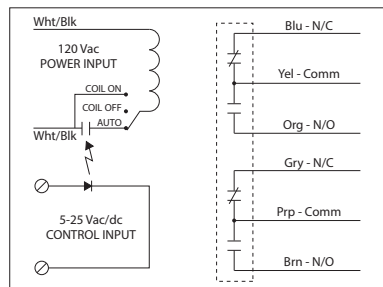 Wht/Blk
120 Vac
POWER INPUT
COIL ON
COIL OFF
AUTO
Wht/Blk
5-25 Vac/dc
CONTROL INPUT
Blu - N/C
Yel - Comm
Org - N/O
Gry - N/C
Prp - Comm
Brn - N/O